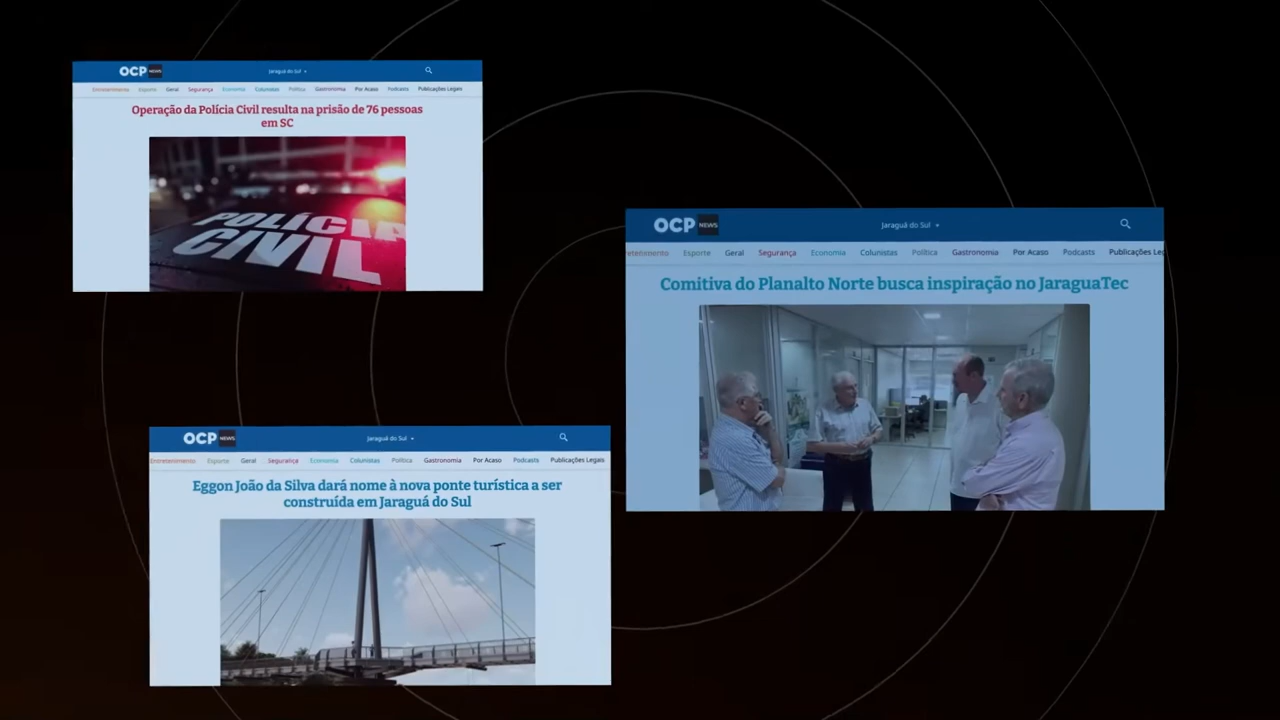 OCP NEWS
Jaraguá do Sul
Entretenimento Esporte Geral Segurança Economia Colunistas Política Gastronomia Por Acaso Podcasts Publicações Legais
Operação da Polícia Civil resulta na prisão de 76 pessoas
em SC
POLÍCIA
CIVIL
OCP NEWS
Jaraguá do Sul
retenimento Esporte Geral Segurança Economia Colunistas Política Gastronomia Por Acaso Podcasts Publicações Leg
Comitiva do Planalto Norte busca inspiração no JaraguaTec
OCP NEWS
Jaraguá do Sul
Entretenimento Esporte Geral Segurança Economia Colunistas Política Gastronomia Por Acaso Podcasts Publicações Legais
Eggon João da Silva dará nome à nova ponte turística a ser
construída em Jaraguá do Sul